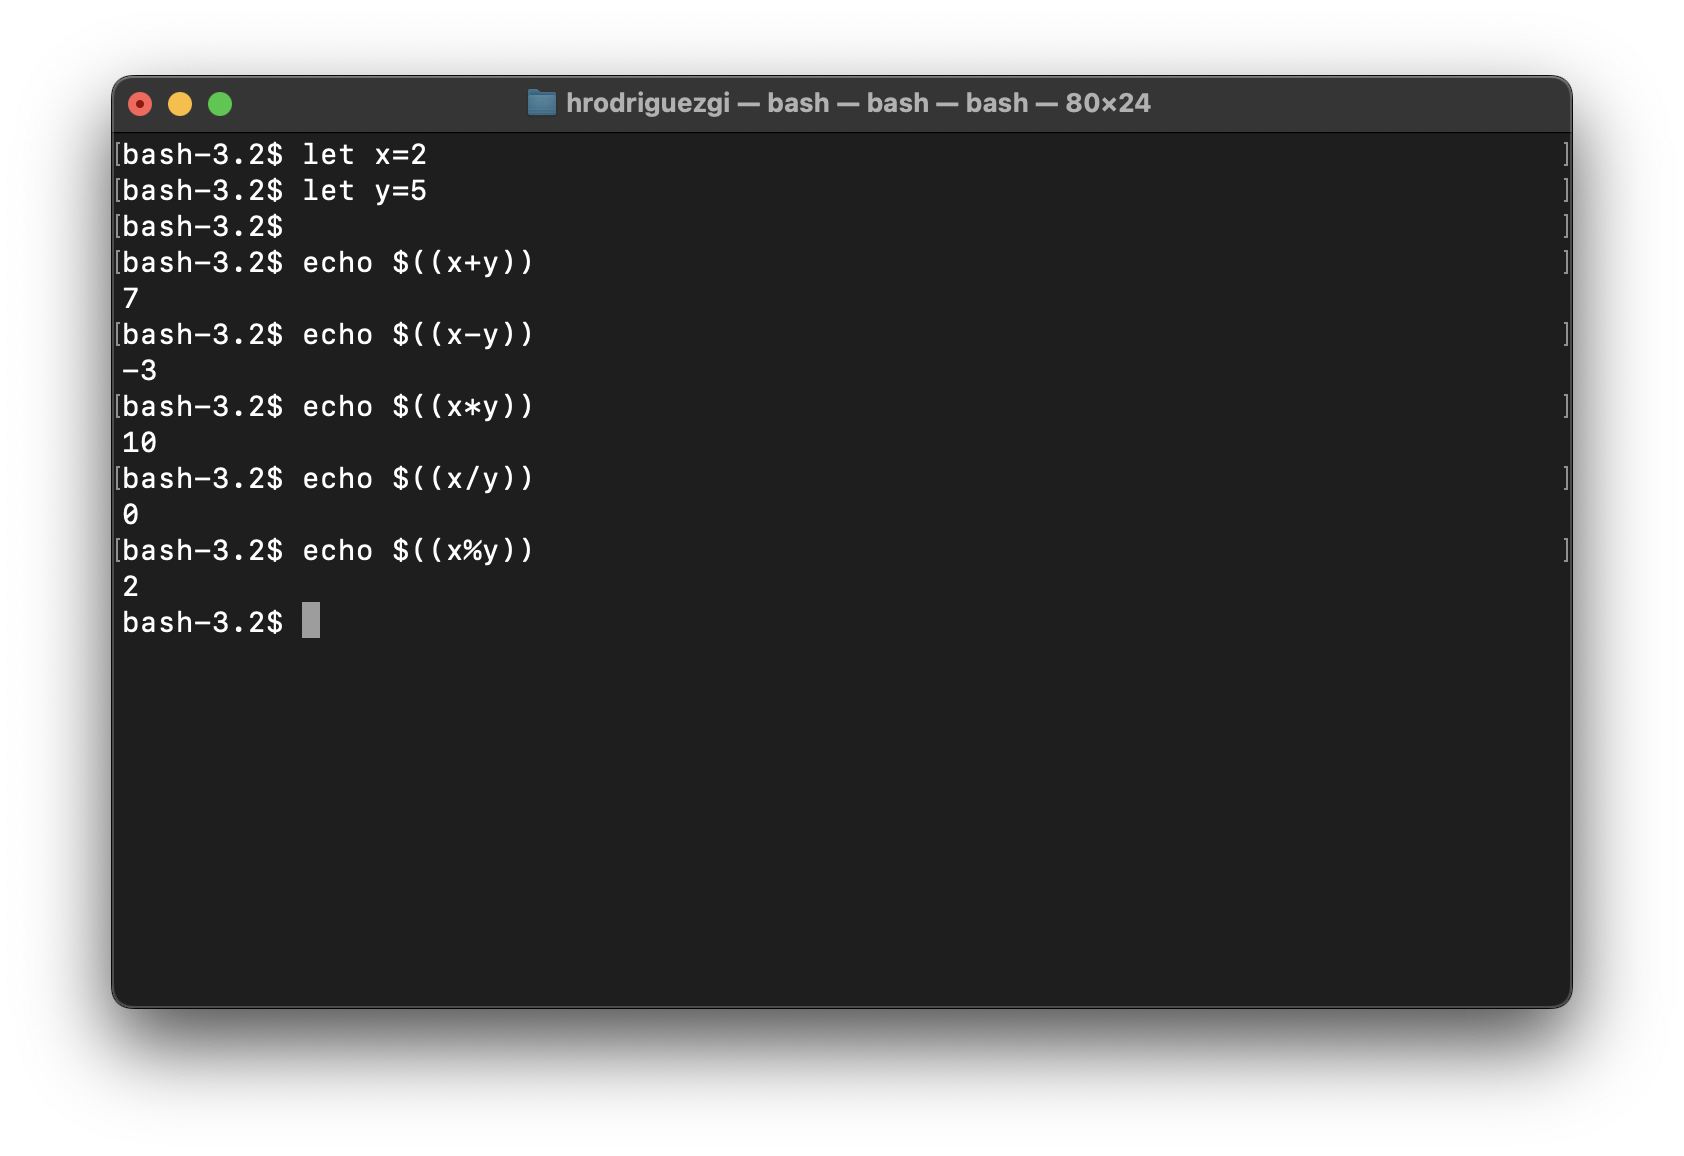 hrodriguezgi — bash — bash — bash — 80×24
[bash-3.2$ let x=2 ]
[bash-3.2$ let y=5 ]
[bash-3.2$ ]
[bash-3.2$ echo $((x+y)) ]
7
[bash-3.2$ echo $((x-y)) ]
-3
[bash-3.2$ echo $((x*y)) ]
10
[bash-3.2$ echo $((x/y)) ]
0
[bash-3.2$ echo $((x%y)) ]
2
bash-3.2$